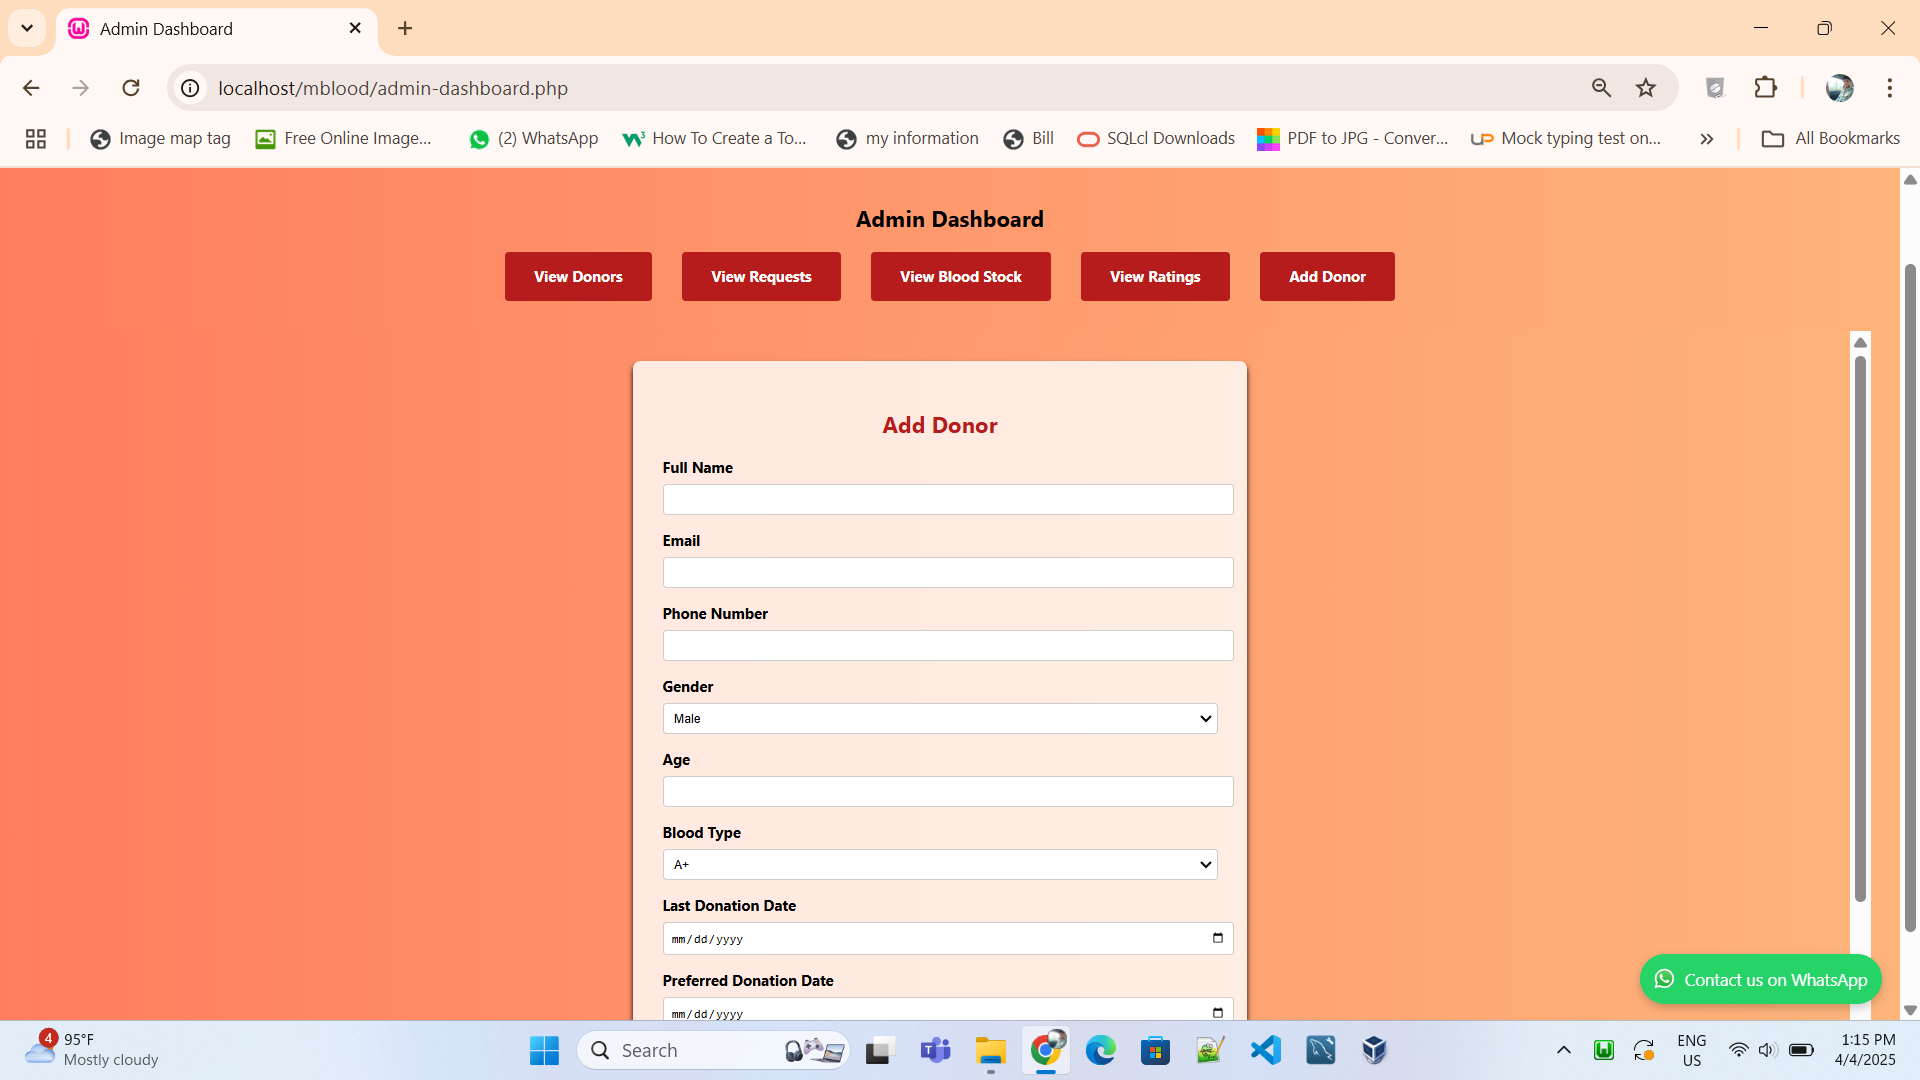 Admin Dashboard
localhost/mblood/admin-dashboard.php
Image map tag
Free Online Image...
(2) WhatsApp
How To Create a To...
my information
Bill
SQLcl Downloads
PDF to JPG - Conver...
Mock typing test on...
All Bookmarks
Admin Dashboard
View Donors
View Requests
View Blood Stock
View Ratings
Add Donor
Add Donor
Full Name
Email
Phone Number
Gender
Male
Age
Blood Type
A+
Last Donation Date
mm/dd/yyyy
Preferred Donation Date
mm/dd/yyyy
Contact us on WhatsApp
4
95°F
Mostly cloudy
Search
ENG
US
1:15 PM
4/4/2025